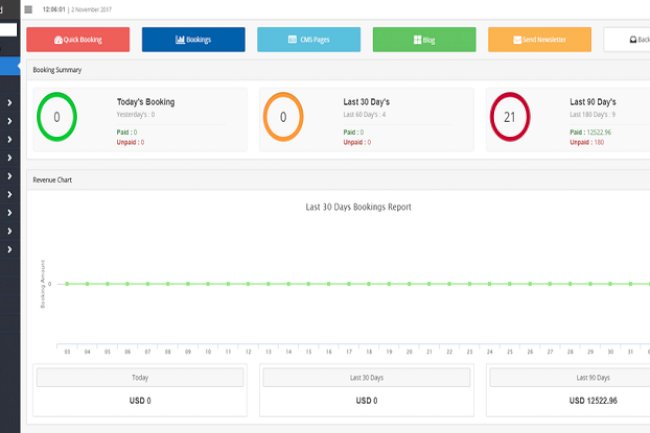 12:06:01 | 2 November 2017
Quick Booking
Bookings
CMS Pages
Blog
Send Newsletter
Back
Booking Summary
0
Today's Booking
Yesterday's : 0
Paid : 0
Unpaid : 0
0
Last 30 Day's
Last 60 Day's : 4
Paid : 0
Unpaid : 0
21
Last 90 Day's
Last 180 Day's : 9
Paid : 12522.96
Unpaid : 180
Revenue Chart
Last 30 Days Bookings Report
Booking Amount
0
03 04 05 06 07 08 09 10 11 12 13 14 15 16 17 18 19 20 21 22 23 24 25 26 27 28 29 30 31
Today
Last 30 Days
Last 90 Days
USD 0
USD 0
USD 12522.96